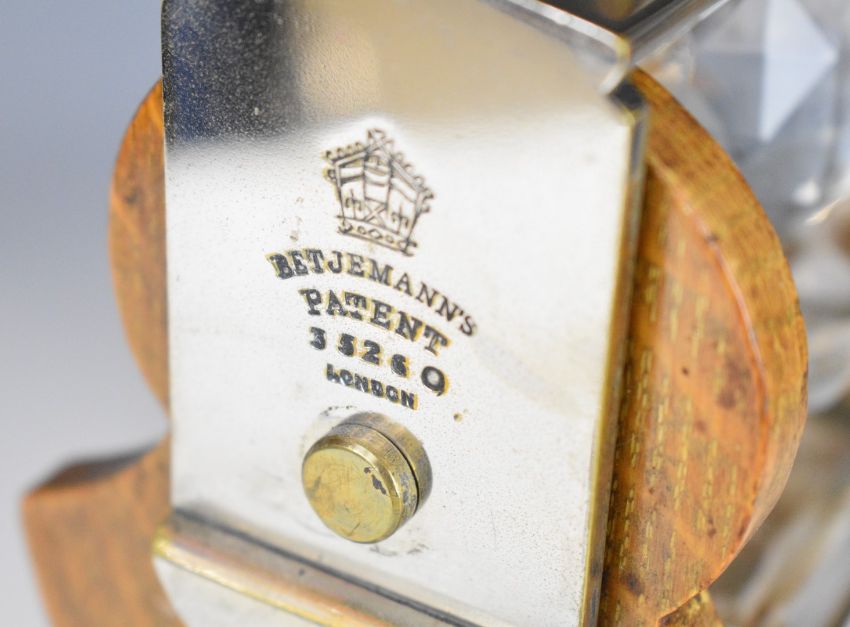 BETJEMANN'S
PATENT
35260
LONDON